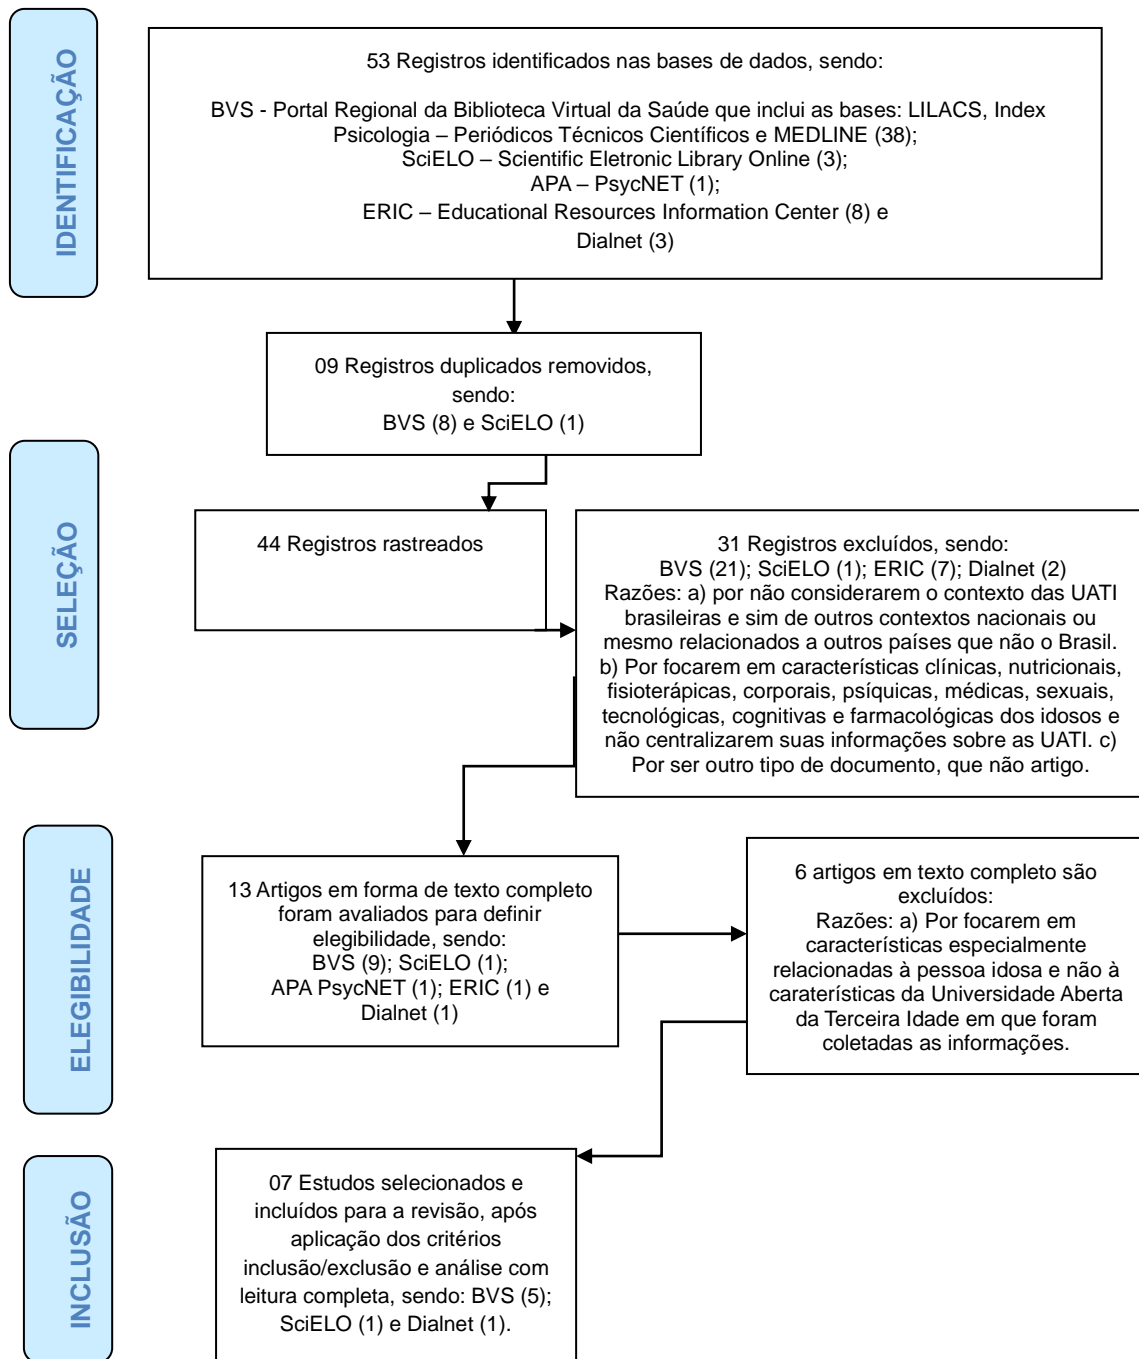 IDENTIFICAÇÃO
53 Registros identificados nas bases de dados, sendo:
BVS - Portal Regional da Biblioteca Virtual da Saúde que inclui as bases: LILACS, Index
Psicologia – Periódicos Técnicos Científicos e MEDLINE (38);
SciELO – Scientific Eletronic Library Online (3);
APA – PsycNET (1);
ERIC – Educational Resources Information Center (8) e
Dialnet (3)
09 Registros duplicados removidos,
sendo:
BVS (8) e SciELO (1)
SELEÇÃO
44 Registros rastreados
31 Registros excluídos, sendo:
BVS (21); SciELO (1); ERIC (7); Dialnet (2)
Razões: a) por não considerarem o contexto das UATI
brasileiras e sim de outros contextos nacionais ou
mesmo relacionados a outros países que não o Brasil.
b) Por focarem em características clínicas, nutricionais,
fisioterápicas, corporais, psíquicas, médicas, sexuais,
tecnológicas, cognitivas e farmacológicas dos idosos e
não centralizarem suas informações sobre as UATI. c)
Por ser outro tipo de documento, que não artigo.
ELEGIBILIDADE
13 Artigos em forma de texto completo
foram avaliados para definir
elegibilidade, sendo:
BVS (9); SciELO (1);
APA PsycNET (1); ERIC (1) e
Dialnet (1)
6 artigos em texto completo são
excluídos:
Razões: a) Por focarem em
características especialmente
relacionadas à pessoa idosa e não à
caraterísticas da Universidade Aberta
da Terceira Idade em que foram
coletadas as informações.
INCLUSÃO
07 Estudos selecionados e
incluídos para a revisão, após
aplicação dos critérios
inclusão/exclusão e análise com
leitura completa, sendo: BVS (5);
SciELO (1) e Dialnet (1).